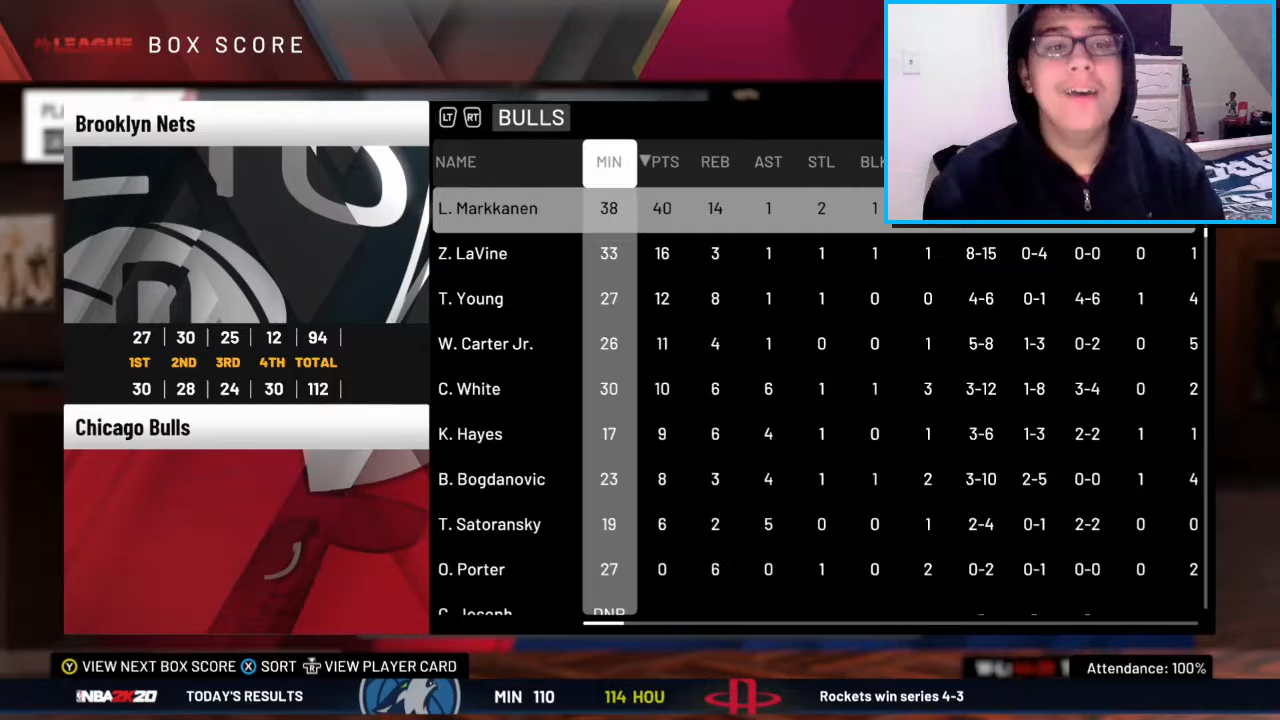 LEAGUE BOX SCORE
Brooklyn Nets
27 | 30 | 25 | 12 | 94 |
1ST 2ND 3RD 4TH TOTAL
30 | 28 | 24 | 30 | 112 |
Chicago Bulls
LT RT BULLS
NAME MIN ▼PTS REB AST STL BLK
L. Markkanen 38 40 14 1 2 1
Z. LaVine 33 16 3 1 1 1 1 8-15 0-4 0-0 0 1
T. Young 27 12 8 1 1 0 0 4-6 0-1 4-6 1 4
W. Carter Jr. 26 11 4 1 0 0 1 5-8 1-3 0-2 0 5
C. White 30 10 6 6 1 1 3 3-12 1-8 3-4 0 2
K. Hayes 17 9 6 4 1 0 1 3-6 1-3 2-2 1 1
B. Bogdanovic 23 8 3 4 1 1 2 3-10 2-5 0-0 1 4
T. Satoransky 19 6 2 5 0 0 1 2-4 0-1 2-2 0 0
O. Porter 27 0 6 0 1 0 2 0-2 0-1 0-0 0 2
C. Joseph DNP - - - -
Y VIEW NEXT BOX SCORE X SORT R VIEW PLAYER CARD
Attendance: 100%
NBA2K20 TODAY'S RESULTS MIN 110 114 HOU Rockets win series 4-3